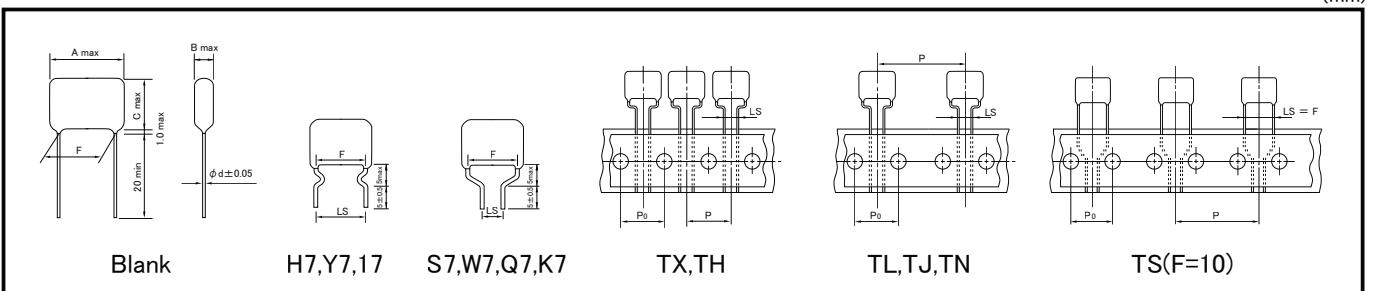 (mm)
A max
B max
C max
1.0 max
F
20 min
φd±0.05
Blank
F
5max
5±0.5
LS
H7,Y7,17
F
5max
5±0.5
LS
S7,W7,Q7,K7
LS
P0
P
TX,TH
P
LS
P0
TL,TJ,TN
LS = F
P0
P
TS(F=10)